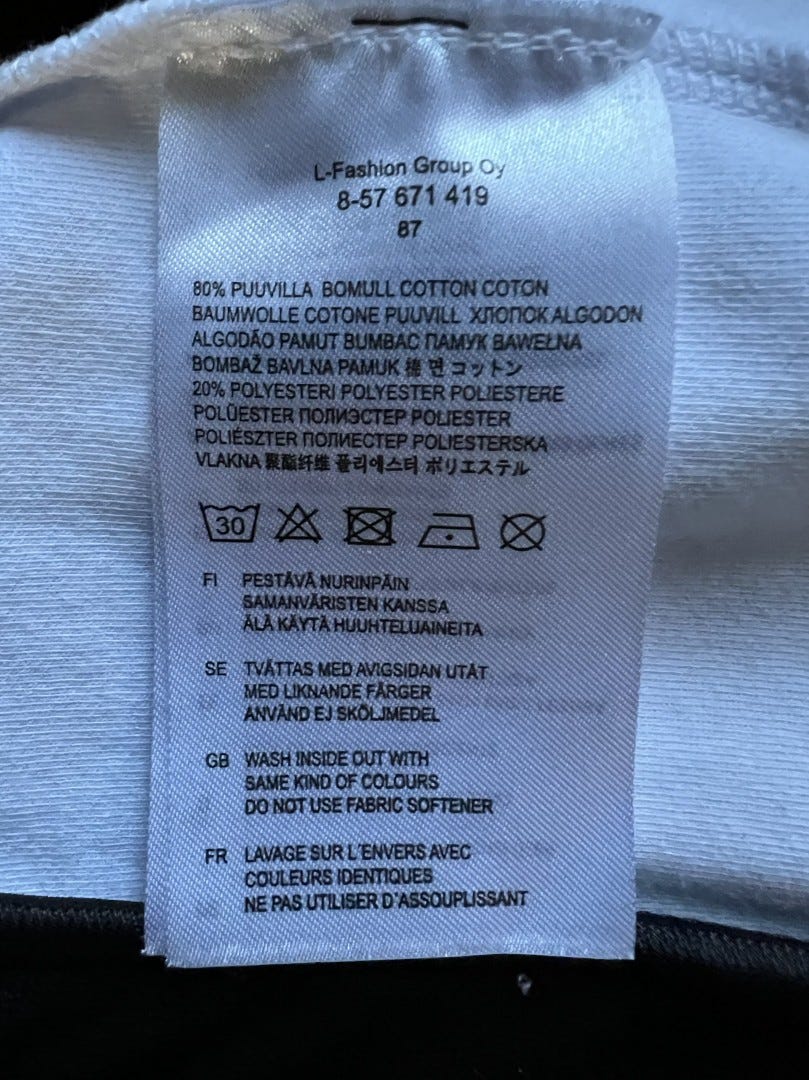 L-Fashion Group Oy
8-57 671 419
87
80% PUUVILLA BOMULL COTTON COTON
BAUMWOLLE COTONE PUUVILL ХЛОПОК ALGODON
ALGODÃO PAMUT BUMBAC ПАМУК BAWEŁNA
BOMBAŽ BAVLNA PAMUK 棉 면 コットン
20% POLYESTERI POLYESTER POLIESTERE
POLÜESTER ПОЛИЭСТЕР POLIESTER
POLIÉSZTER ПОЛИЕСТЕР POLIESTERSKA
VLAKNA 聚酯纤维 폴리에스터 ポリエステル
30
FI PESTÄVÄ NURINPÄIN
SAMANVÄRISTEN KANSSA
ÄLÄ KÄYTÄ HUUHTELUAINEITA
SE TVÄTTAS MED AVIGSIDAN UTÅT
MED LIKNANDE FÄRGER
ANVÄND EJ SKÖLJMEDEL
GB WASH INSIDE OUT WITH
SAME KIND OF COLOURS
DO NOT USE FABRIC SOFTENER
FR LAVAGE SUR L´ENVERS AVEC
COULEURS IDENTIQUES
NE PAS UTILISER D'ASSOUPLISSANT